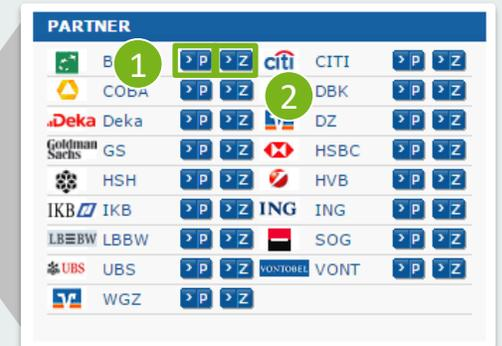 PARTNER
B 1 > P > Z citi CITI > P > Z
COBA > P > Z 2 DBK > P > Z
.Deka Deka > P > Z DZ > P > Z
Goldman Sachs GS > P > Z HSBC > P > Z
HSH > P > Z HVB > P > Z
IKB IKB > P > Z ING ING > P > Z
LB≡BW LBBW > P > Z SOG > P > Z
UBS UBS > P > Z VONTOBEL VONT > P > Z
WGZ > P > Z